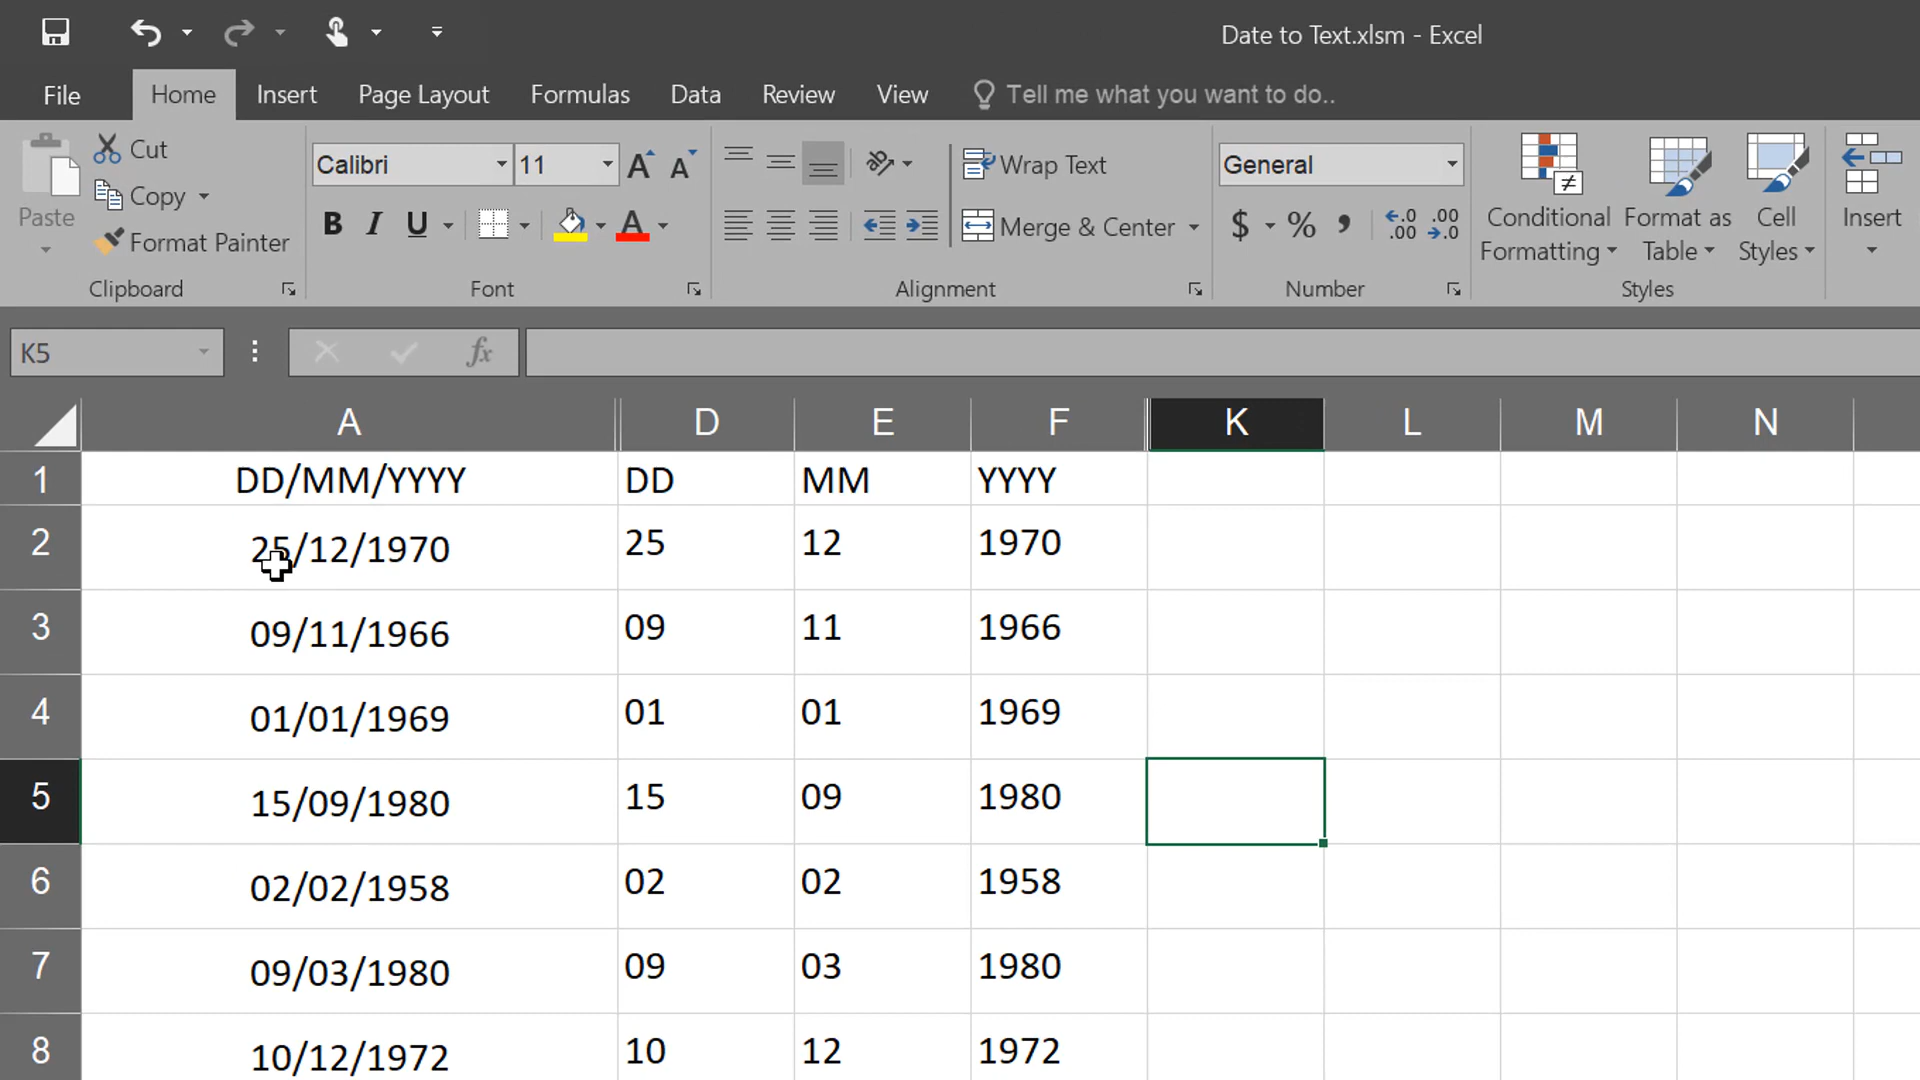 Date to Text.xlsm - Excel
File Home Insert Page Layout Formulas Data Review View Tell me what you want to do..
Paste
Cut
Copy
Format Painter
Clipboard
Calibri 11
B I U A
Font
Wrap Text
Merge & Center
Alignment
General
$ % , .0 .00 .00 .0
Number
Conditional Formatting
Format as Table
Cell Styles
Styles
Insert
K5 fx
A D E F K L M N
1 DD/MM/YYYY DD MM YYYY
2 25/12/1970 25 12 1970
3 09/11/1966 09 11 1966
4 01/01/1969 01 01 1969
5 15/09/1980 15 09 1980
6 02/02/1958 02 02 1958
7 09/03/1980 09 03 1980
8 10/12/1972 10 12 1972